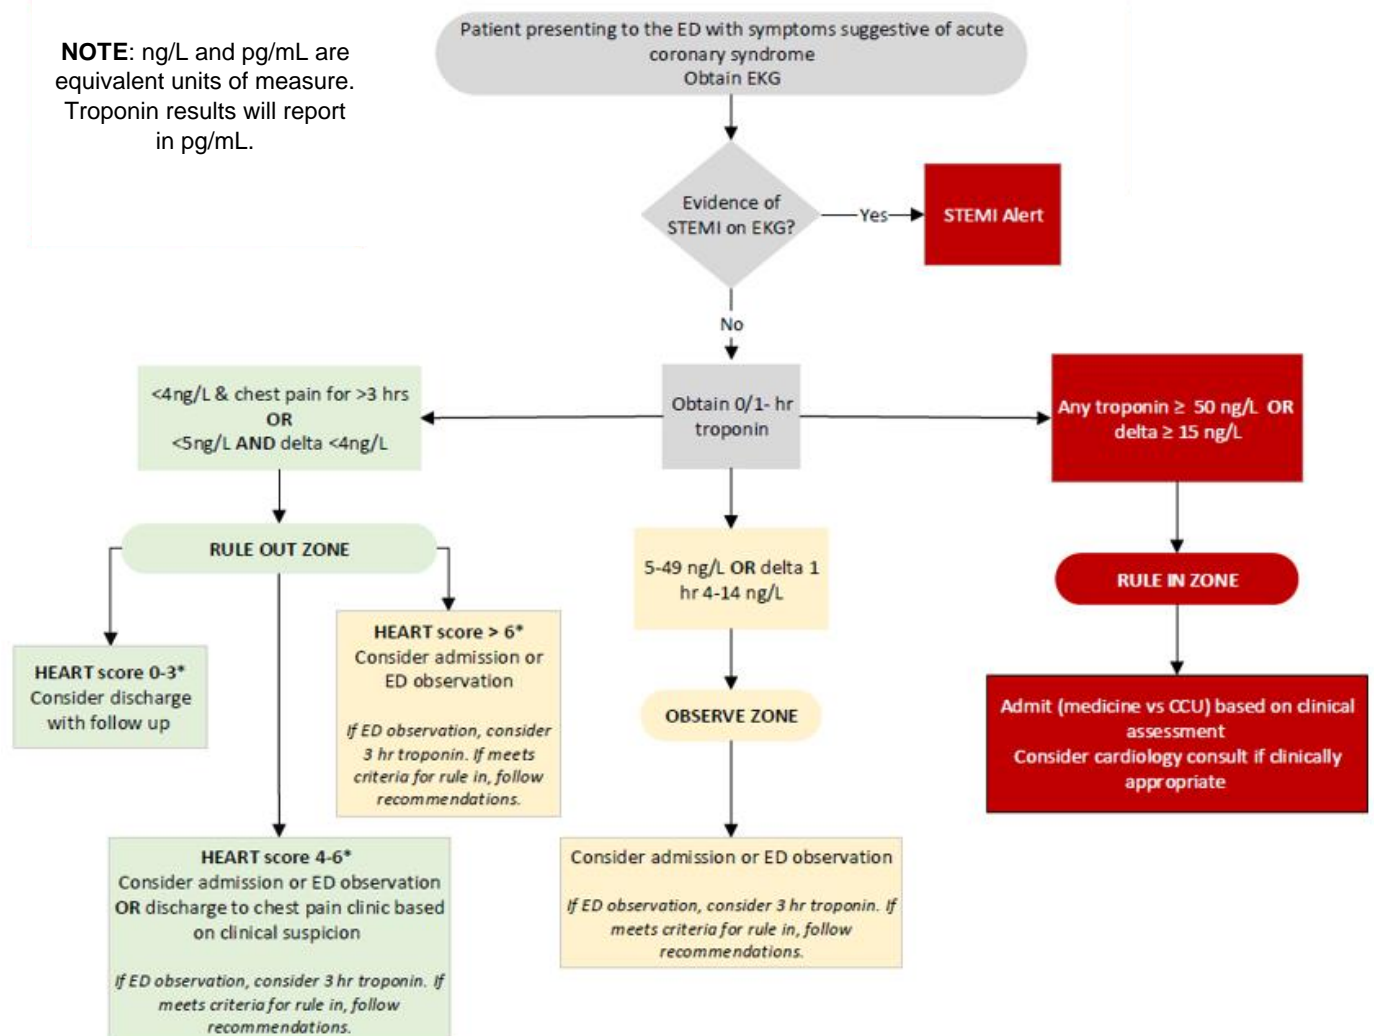 NOTE: ng/L and pg/mL are
equivalent units of measure.
Troponin results will report
in pg/mL.
Patient presenting to the ED with symptoms suggestive of acute
coronary syndrome
Obtain EKG
Evidence of
STEMI on EKG?
Yes
STEMI Alert
No
<4ng/L & chest pain for >3 hrs
OR
<5ng/L AND delta <4ng/L
Obtain 0/1- hr
troponin
Any troponin ≥ 50 ng/L OR
delta ≥ 15 ng/L
RULE OUT ZONE
5-49 ng/L OR delta 1
hr 4-14 ng/L
RULE IN ZONE
HEART score 0-3*
Consider discharge
with follow up
HEART score > 6*
Consider admission or
ED observation
If ED observation, consider
3 hr troponin. If meets
criteria for rule in, follow
recommendations.
OBSERVE ZONE
Admit (medicine vs CCU) based on clinical
assessment
Consider cardiology consult if clinically
appropriate
HEART score 4-6*
Consider admission or ED observation
OR discharge to chest pain clinic based
on clinical suspicion
If ED observation, consider 3 hr troponin. If
meets criteria for rule in, follow
recommendations.
Consider admission or ED observation
If ED observation, consider 3 hr troponin. If
meets criteria for rule in, follow
recommendations.